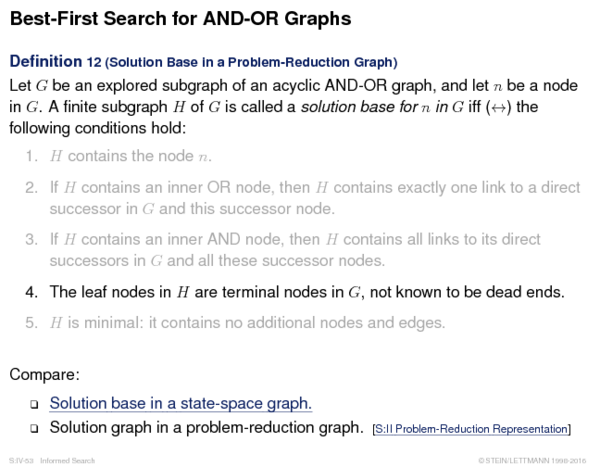 Best-First Search for AND-OR Graphs
Definition 12 (Solution Base in a Problem-Reduction Graph)
Let G be an explored subgraph of an acyclic AND-OR graph, and let n be a node
in G. A finite subgraph H of G is called a solution base for n in G iff (↔) the
following conditions hold:
1. H contains the node n.
2. If H contains an inner OR node, then H contains exactly one link to a direct
successor in G and this successor node.
3. If H contains an inner AND node, then H contains all links to its direct
successors in G and all these successor nodes.
4. The leaf nodes in H are terminal nodes in G, not known to be dead ends.
5. H is minimal: it contains no additional nodes and edges.
Compare:
❏ Solution base in a state-space graph.
❏ Solution graph in a problem-reduction graph. [S:II Problem-Reduction Representation]
S:IV-53 Informed Search © STEIN/LETTMANN 1998-2016